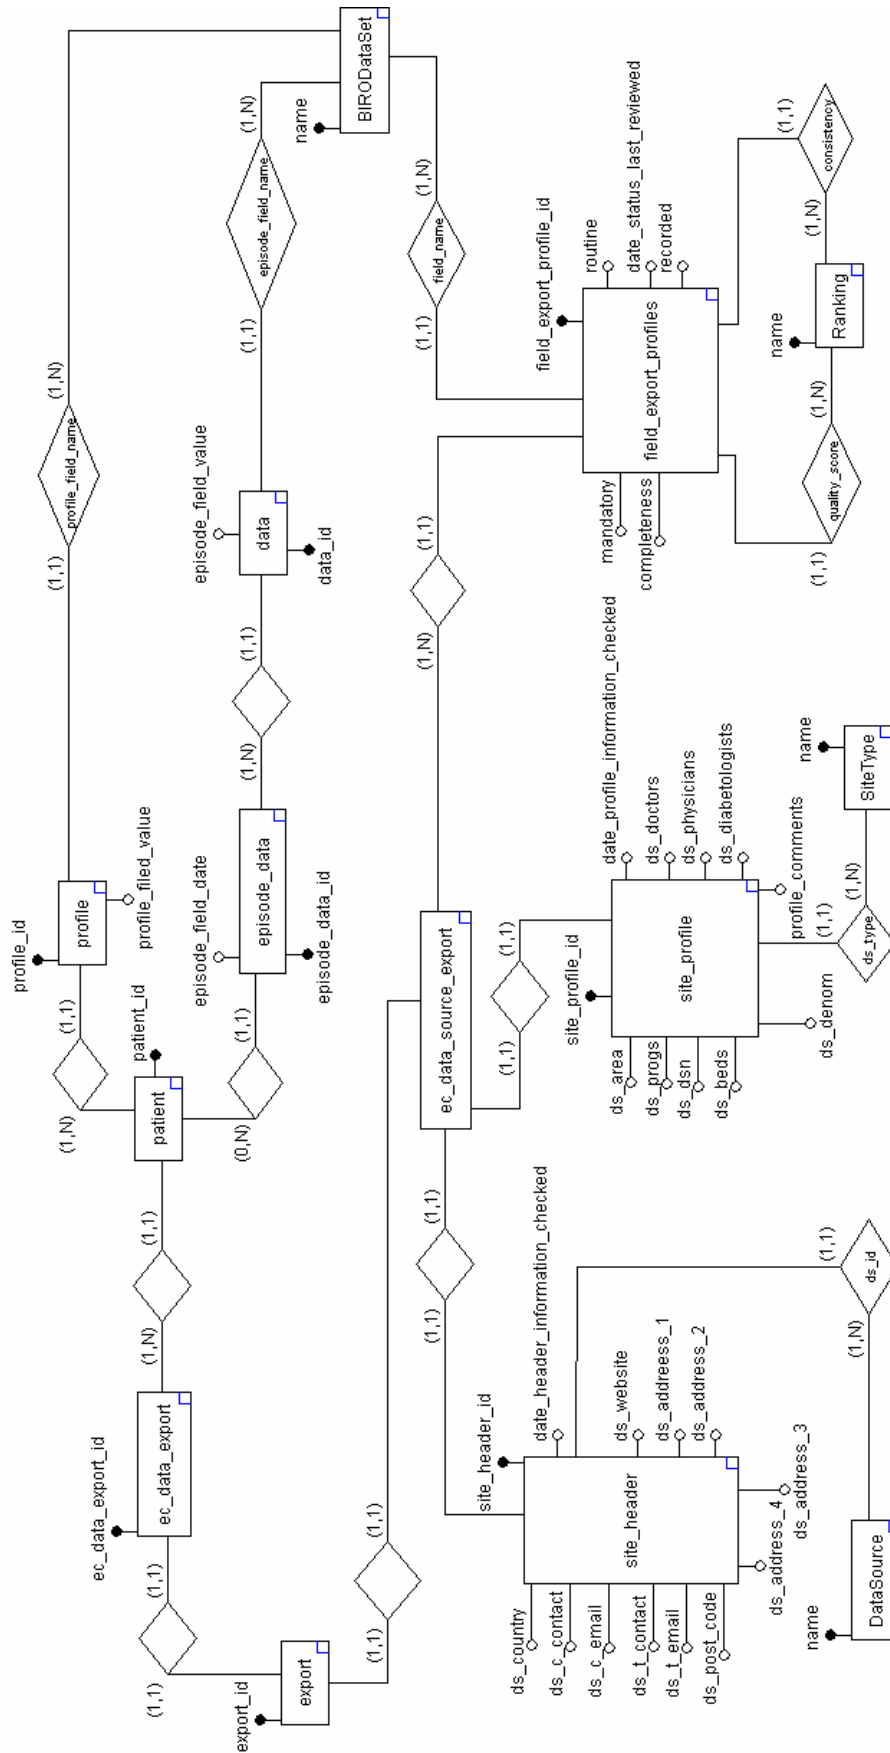 export_id
export
(1,1)
(1,1)
ec_data_export_id
ec_data_export
(1,N)
(1,1)
patient
patient_id
(1,N)
(1,1)
profile_id
profile
profile_filed_value
(1,1)
profile_field_name
(1,N)
(0,N)
(1,1)
episode_field_date
episode_data
episode_data_id
(1,N)
(1,1)
episode_field_value
data
data_id
(1,1)
episode_field_name
(1,N)
name
BIRODataSet
(1,N)
field_name
(1,1)
(1,1)
(1,1)
ec_data_source_export
(1,N)
(1,1)
field_export_profile_id
routine
date_status_last_reviewed
recorded
field_export_profiles
mandatory
completeness
(1,1)
quality_score
(1,N)
name
Ranking
(1,N)
consistency
(1,1)
(1,1)
(1,1)
site_header_id
date_header_information_checked
ds_website
ds_addreess_1
ds_address_2
site_header
ds_country
ds_c_contact
ds_c_email
ds_t_contact
ds_t_email
ds_post_code
ds_address_4
ds_address_3
(1,1)
ds_id
(1,N)
name
DataSource
(1,1)
(1,1)
site_profile_id
date_profile_information_checked
ds_doctors
ds_physicians
ds_diabetologists
site_profile
ds_area
ds_progs
ds_dsn
ds_beds
ds_denom
profile_comments
(1,1)
ds_type
(1,N)
name
SiteType